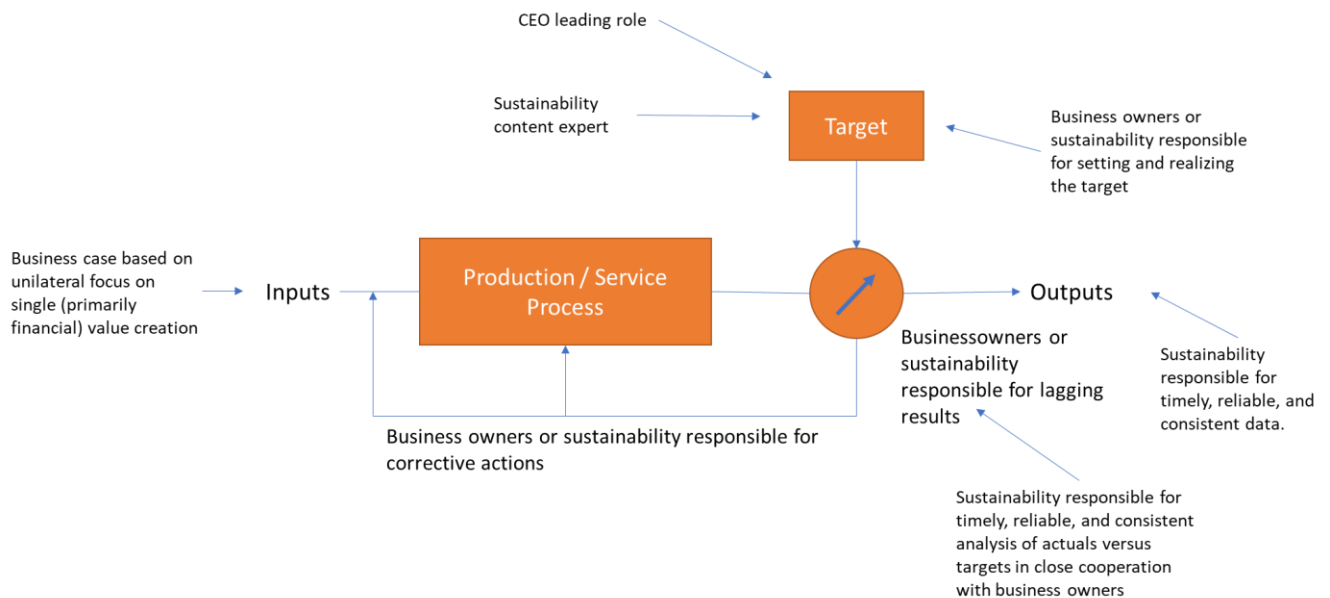 CEO leading role
Sustainability
content expert
Target
Business owners or
sustainability responsible
for setting and realizing
the target
Business case based on
unilateral focus on
single (primarily
financial) value creation
Inputs
Production / Service
Process
Outputs
Businessowners or
sustainability
responsible for lagging
results
Sustainability
responsible for
timely, reliable, and
consistent data.
Business owners or sustainability responsible for
corrective actions
Sustainability responsible for
timely, reliable, and consistent
analysis of actuals versus
targets in close cooperation
with business owners